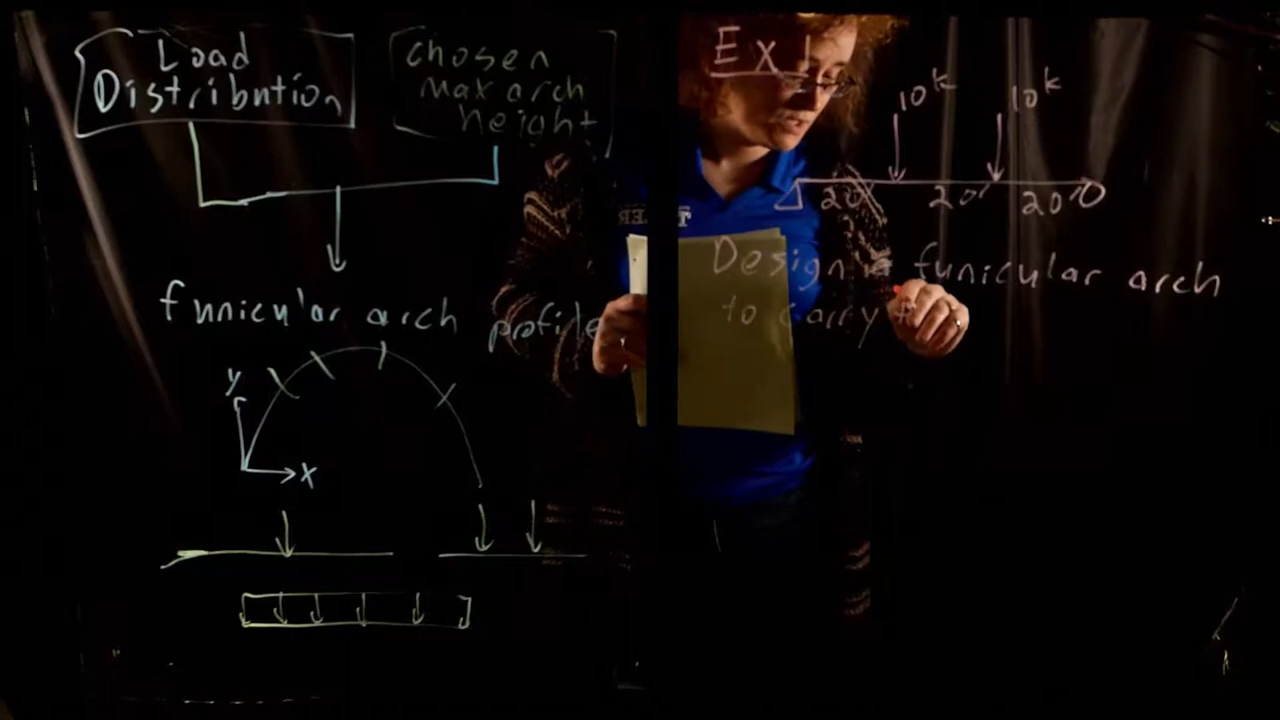 Load
Distribution
chosen
max arch
height
funicular arch profile
y
x
Ex 1
10k
10k
20'
20'
20'
Design a funicular arch
to carry